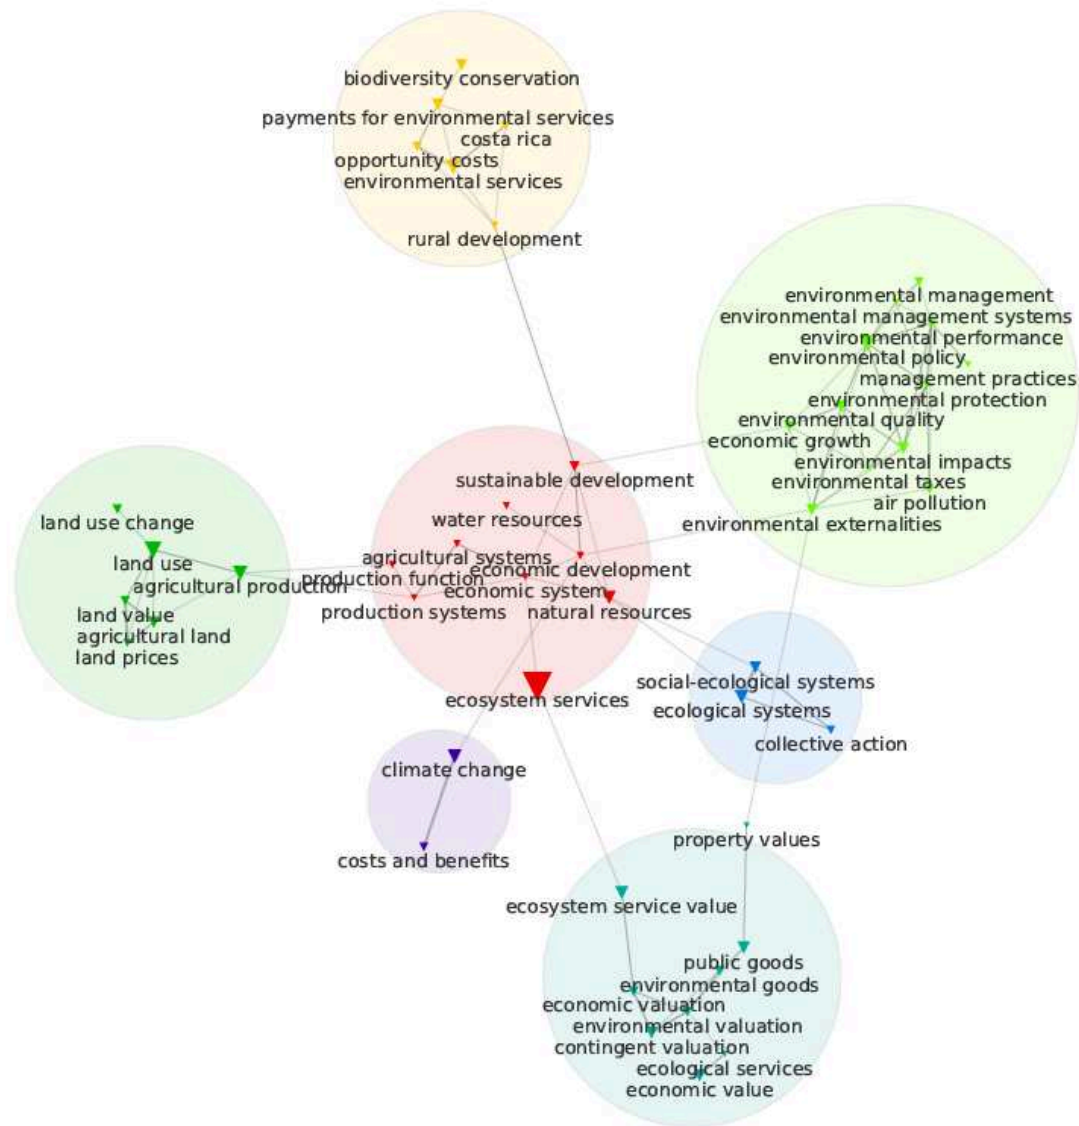 biodiversity conservation
payments for environmental services
costa rica
opportunity costs
environmental services
rural development
environmental management
environmental management systems
environmental performance
environmental policy
management practices
environmental protection
environmental quality
economic growth
environmental impacts
environmental taxes
air pollution
environmental externalities
sustainable development
water resources
agricultural systems
economic development
production function
economic system
production systems
natural resources
ecosystem services
land use change
land use
agricultural production
land value
agricultural land
land prices
social-ecological systems
ecological systems
collective action
climate change
costs and benefits
property values
ecosystem service value
public goods
environmental goods
economic valuation
environmental valuation
contingent valuation
ecological services
economic value